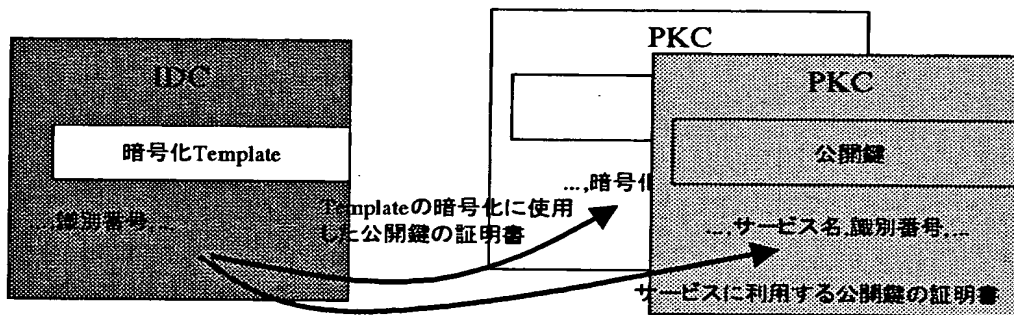 IDC
暗号化Template
...,識別番号,...
PKC
...,暗号化
Templateの暗号化に使用
した公開鍵の証明書
PKC
公開鍵
...,サービス名,識別番号,...
サービスに利用する公開鍵の証明書